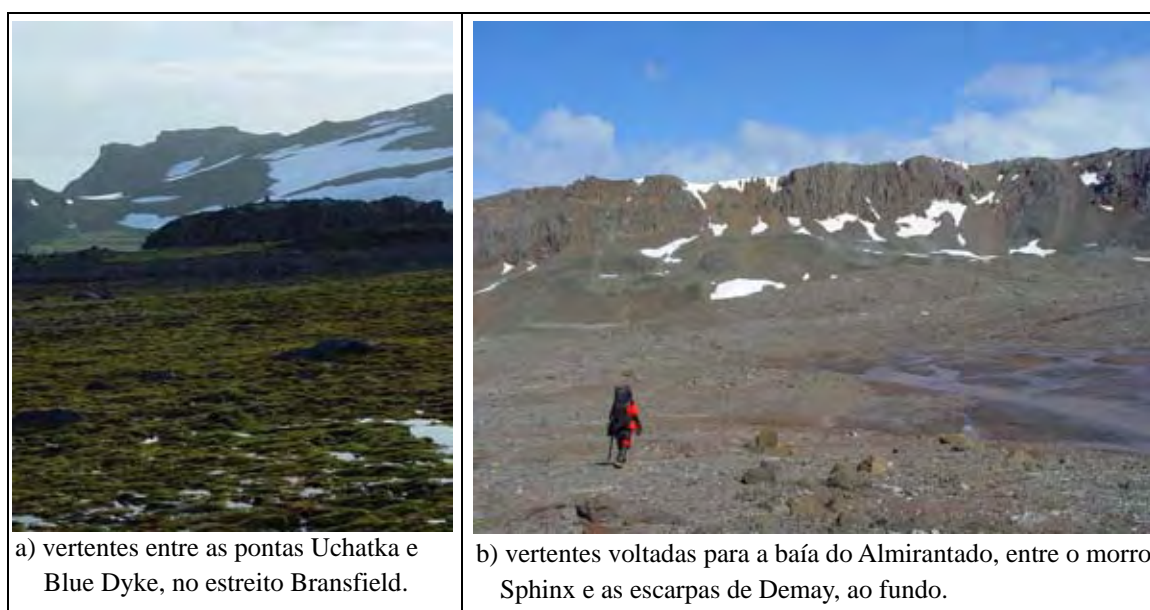 a) vertentes entre as pontas Uchatka e
Blue Dyke, no estreito Bransfield.
b) vertentes voltadas para a baía do Almirantado, entre o morro
Sphinx e as escarpas de Demay, ao fundo.